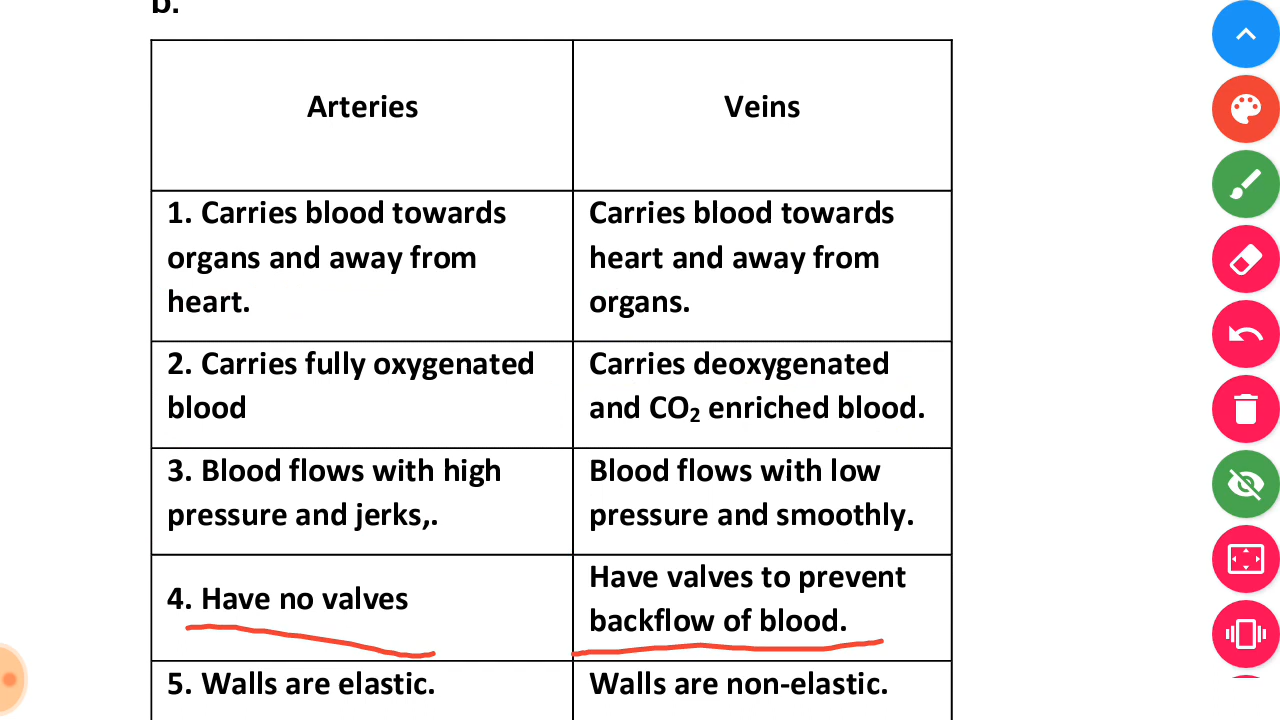 b.
Arteries
Veins
1. Carries blood towards
organs and away from
heart.
Carries blood towards
heart and away from
organs.
2. Carries fully oxygenated
blood
Carries deoxygenated
and CO₂ enriched blood.
3. Blood flows with high
pressure and jerks,.
Blood flows with low
pressure and smoothly.
4. Have no valves
Have valves to prevent
backflow of blood.
5. Walls are elastic.
Walls are non-elastic.